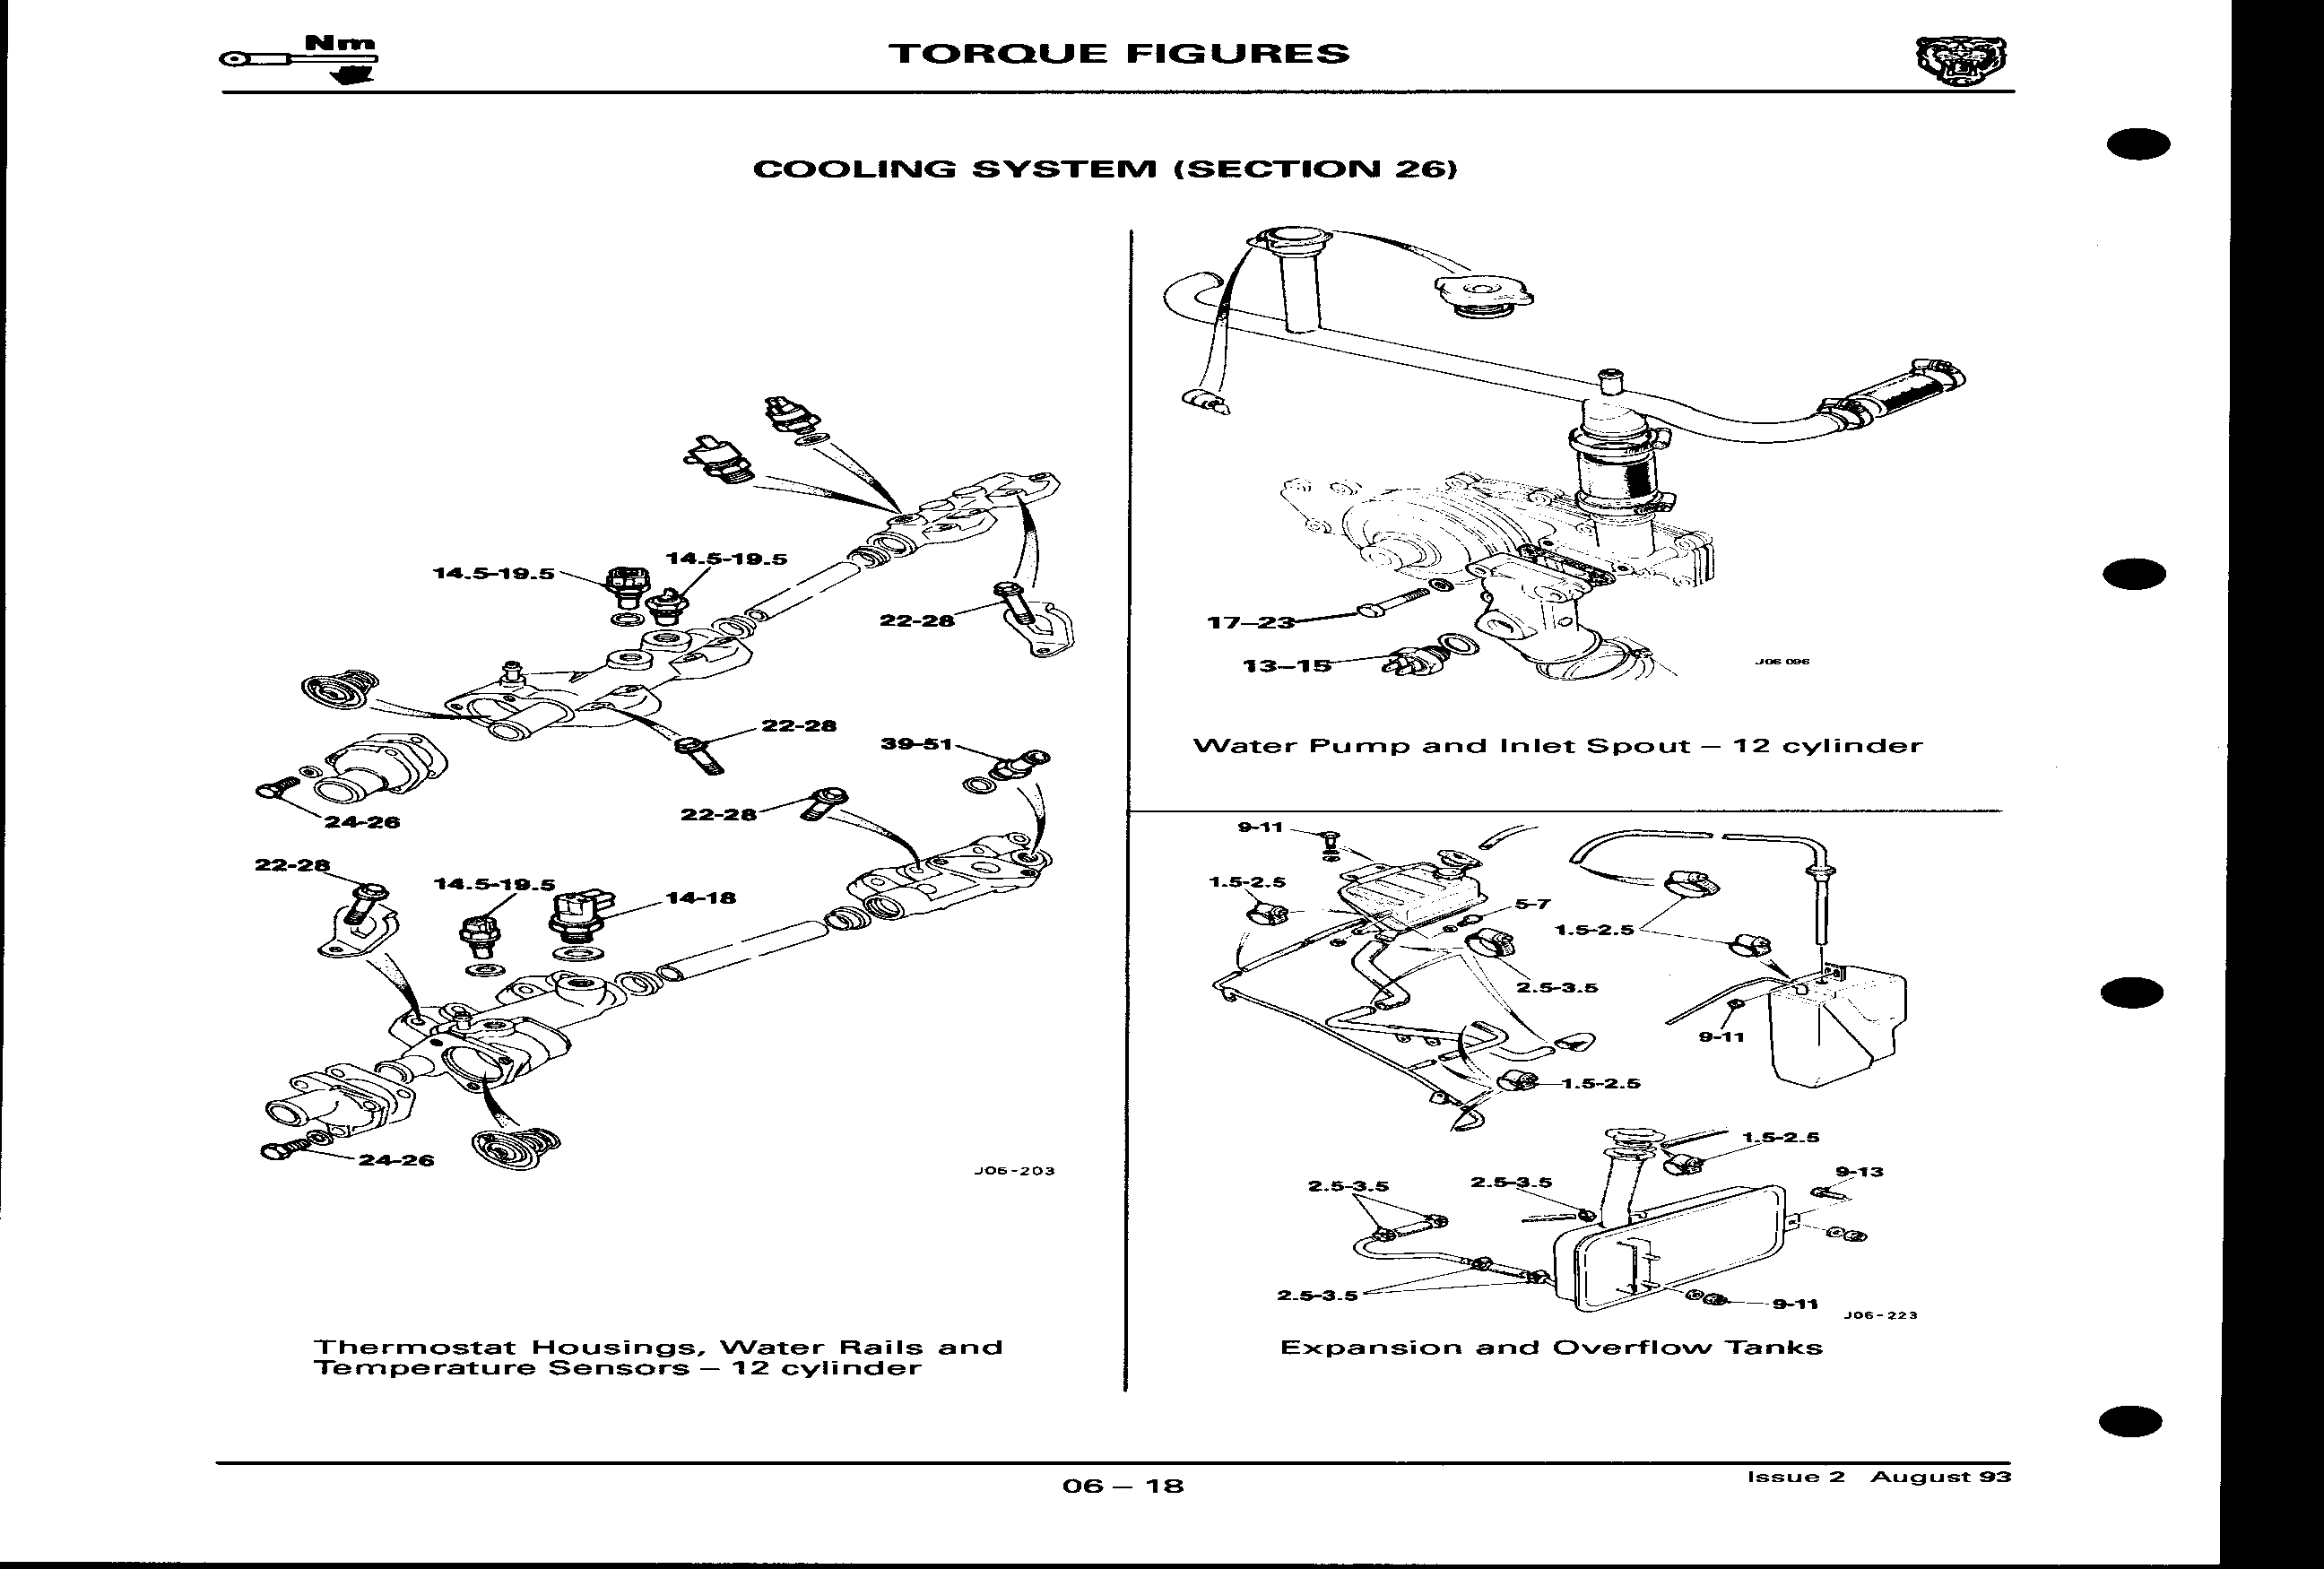 Nm
TORQUE FIGURES
COOLING SYSTEM (SECTION 26)
14.5-19.5
14.5-19.5
22-28
22-28
39-51
24-26
22-28
22-28
14.5-19.5
14-18
24-26
J06-203
Thermostat Housings, Water Rails and
Temperature Sensors – 12 cylinder
17–23
13–15
J06 096
Water Pump and Inlet Spout – 12 cylinder
9-11
1.5-2.5
5-7
1.5-2.5
2.5-3.5
9-11
1.5-2.5
1.5-2.5
9-13
2.5-3.5
2.5-3.5
2.5-3.5
9-11
J06-223
Expansion and Overflow Tanks
06 – 18
Issue 2 August 93